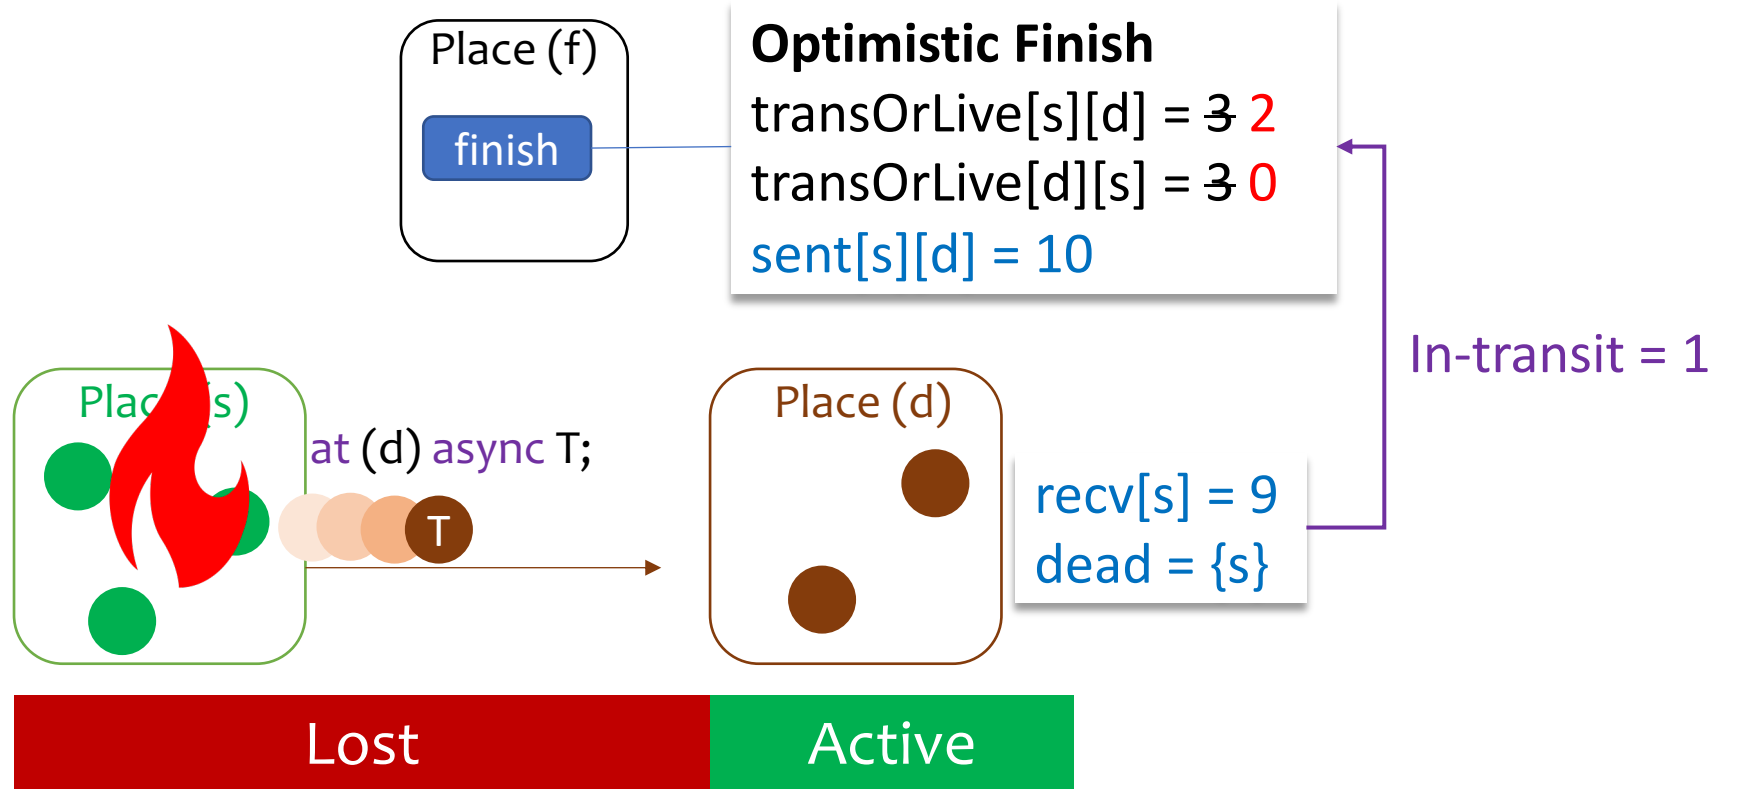 Place (f)
finish
Optimistic Finish
transOrLive[s][d] = 3 2
transOrLive[d][s] = 3 0
sent[s][d] = 10
In-transit = 1
Plac (s)
at (d) async T;
T
Place (d)
recv[s] = 9
dead = {s}
Lost
Active